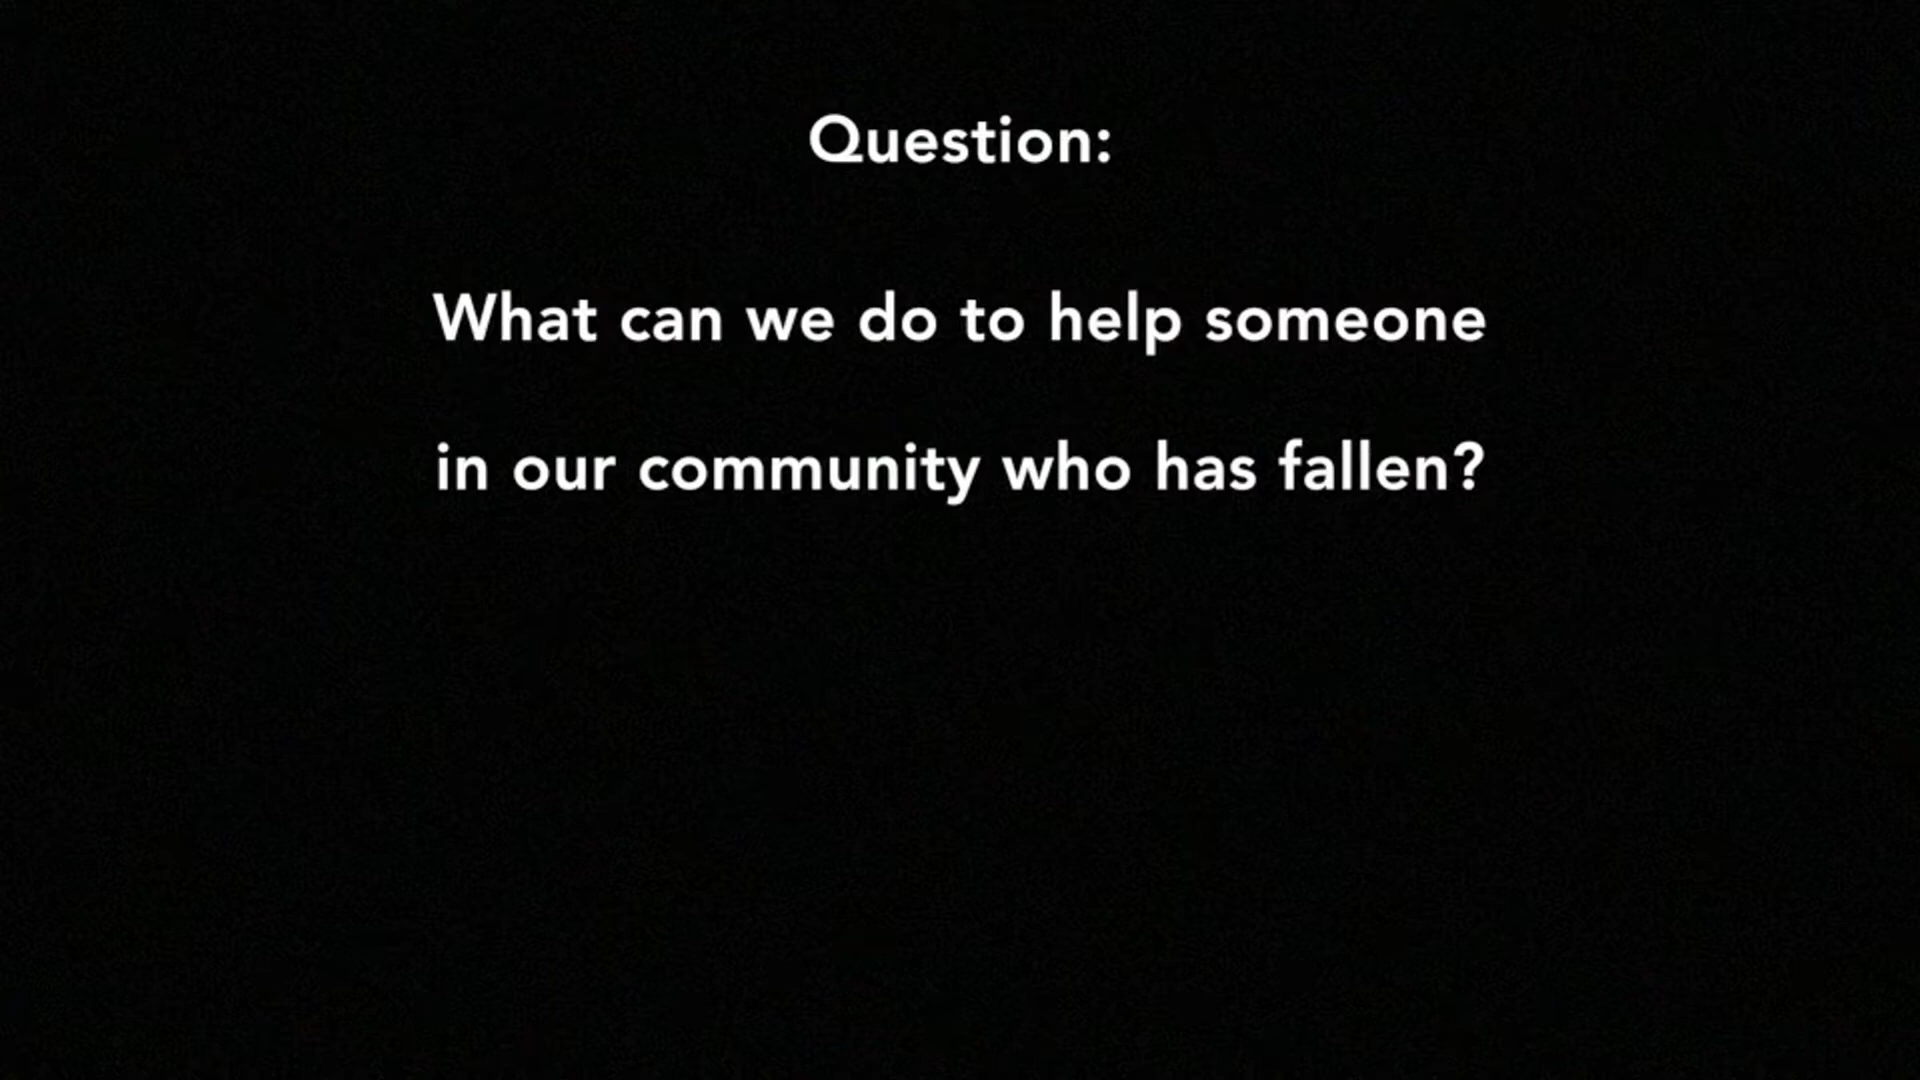 Question:
What can we do to help someone
in our community who has fallen?